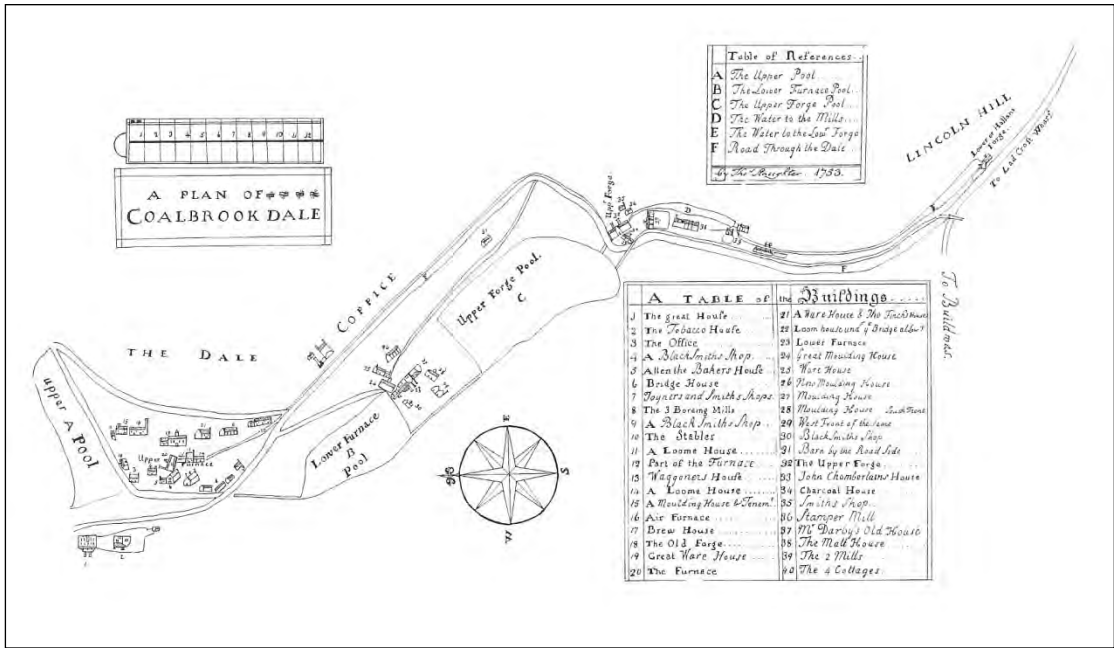 A PLAN OF
COALBROOK DALE
1 2 3 4 5 6 7 8 9 10 11 12
Table of References
A The Upper Pool
B The Lower Furnace Pool
C The Upper Forge Pool
D The Water to the Mills
E The Water to the Low.r Forge
F Road Through the Dale
by Tho.s 1753.
LINCOLN HILL
Lower or Hallens
Forge
To Lad Croft Wharf
To Buildwas.
Upp.r Forge.
D
E
F
Upper Forge Pool.
C
COPPICE
THE DALE
Upper A Pool
Upper Furnace
Lower Furnace
B
Pool
E
S
W
A TABLE of the Buildings
1 The great House
2 The Tobacco House
3 The Office
4 A BlackSmiths Shop
5 Allen the Bakers House
6 Bridge House
7 Joyners and Smiths Shops
8 The 3 Boreing Mills
9 A Black Smiths Shop
10 The Stables
11 A Loome House
12 Part of the Furnace
13 Waggoners House
14 A Loome House
15 A Moulding House & Tenem.t
16 Air Furnace
17 Brew House
18 The Old Forge
19 Great Ware House
20 The Furnace
21 A Ware House & Tho Finch's House
22 Loom house und.r y.e Bridge
23 Lower Furnace
24 Great Moulding House
25 Ware House
26 New Moulding House
27 Moulding House
28 Moulding House South Front
29 West Front of the same
30 BlackSmiths Shop
31 Barn by the Road Side
32 The Upper Forge
33 John Chamberlains House
34 Charcoal House
35 Smiths Shop
36 Stamper Mill
37 M.r Darby's Old House
38 The Malt House
39 The 2 Mills
40 The 4 Cottages